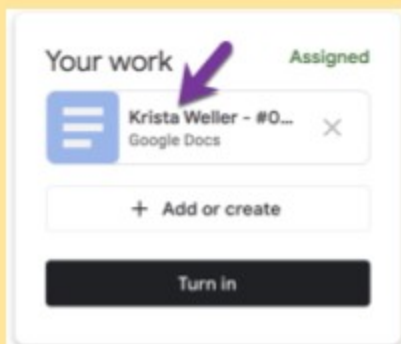 Your work Assigned
Krista Weller - #0...
Google Docs
+ Add or create
Turn in